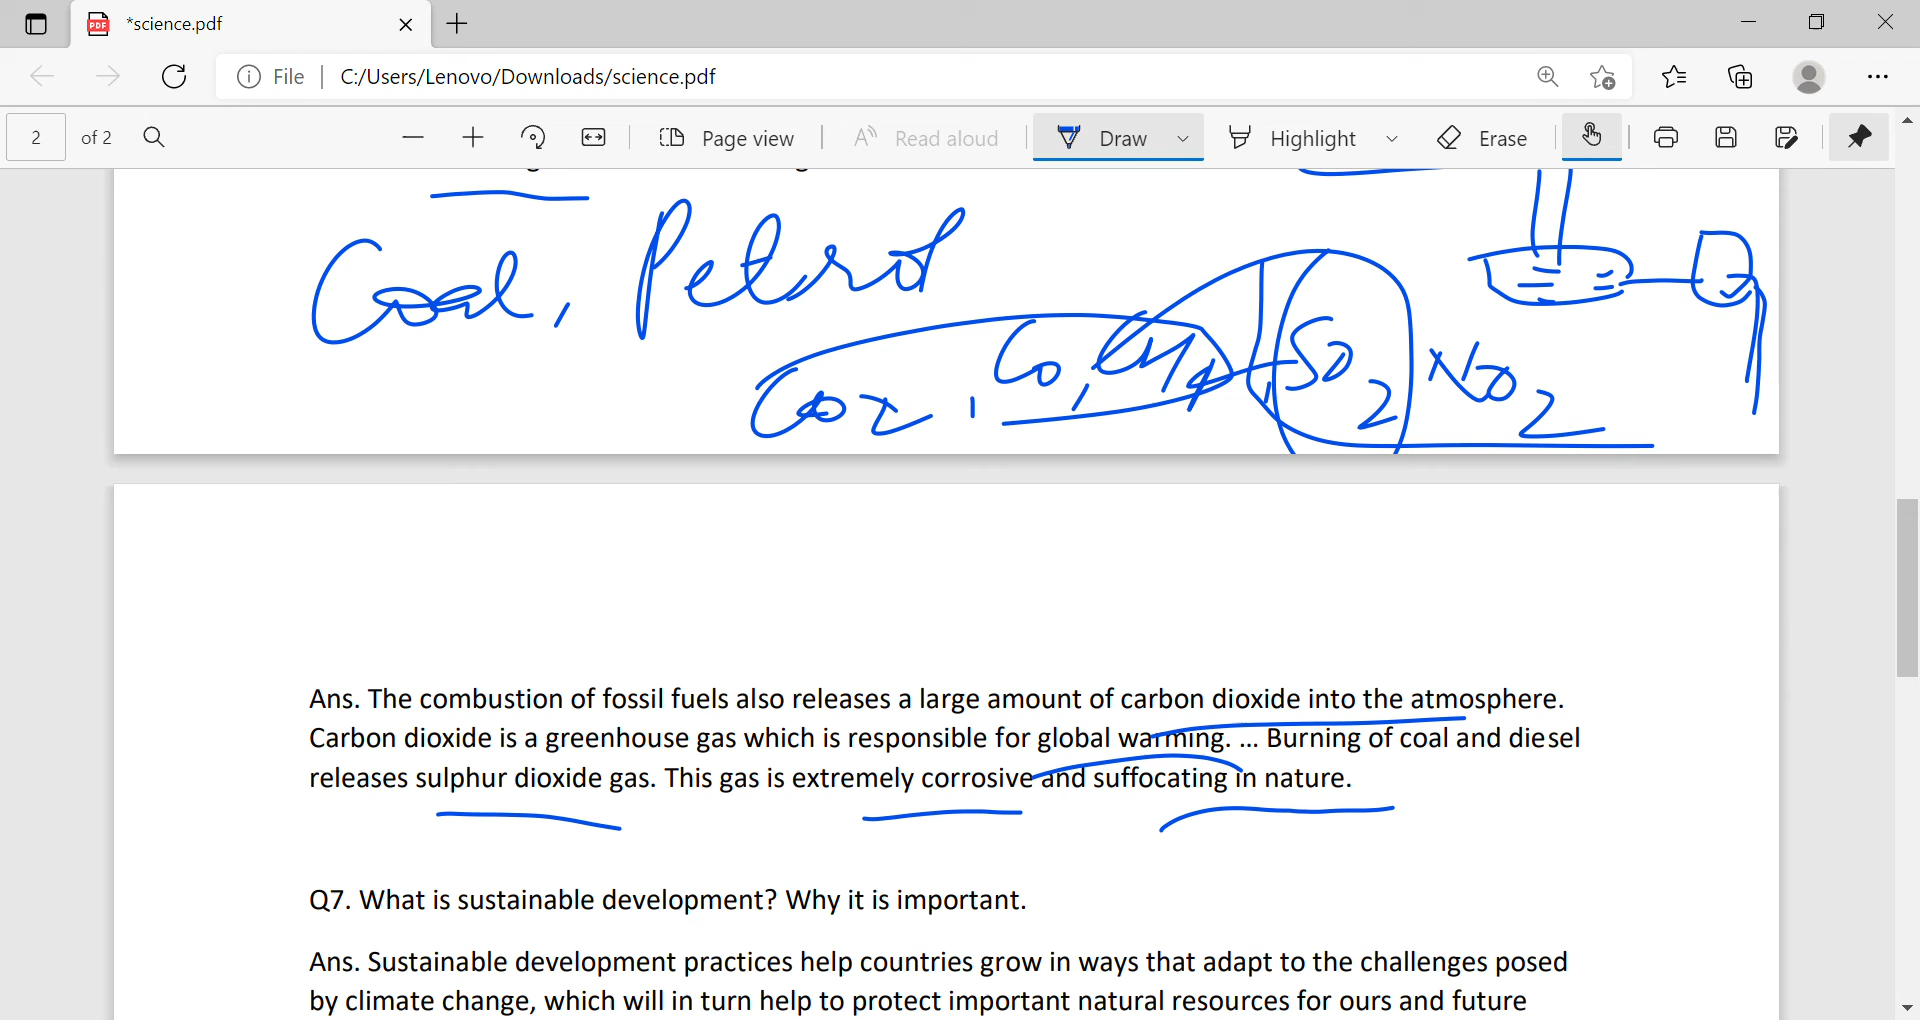 *science.pdf
File C:/Users/Lenovo/Downloads/science.pdf
2 of 2 Page view Read aloud Draw Highlight Erase
Coal, Petrol
CO2, CO, CH4, SO2 NO2
Ans. The combustion of fossil fuels also releases a large amount of carbon dioxide into the atmosphere.
Carbon dioxide is a greenhouse gas which is responsible for global warming. ... Burning of coal and diesel
releases sulphur dioxide gas. This gas is extremely corrosive and suffocating in nature.
Q7. What is sustainable development? Why it is important.
Ans. Sustainable development practices help countries grow in ways that adapt to the challenges posed
by climate change, which will in turn help to protect important natural resources for ours and future